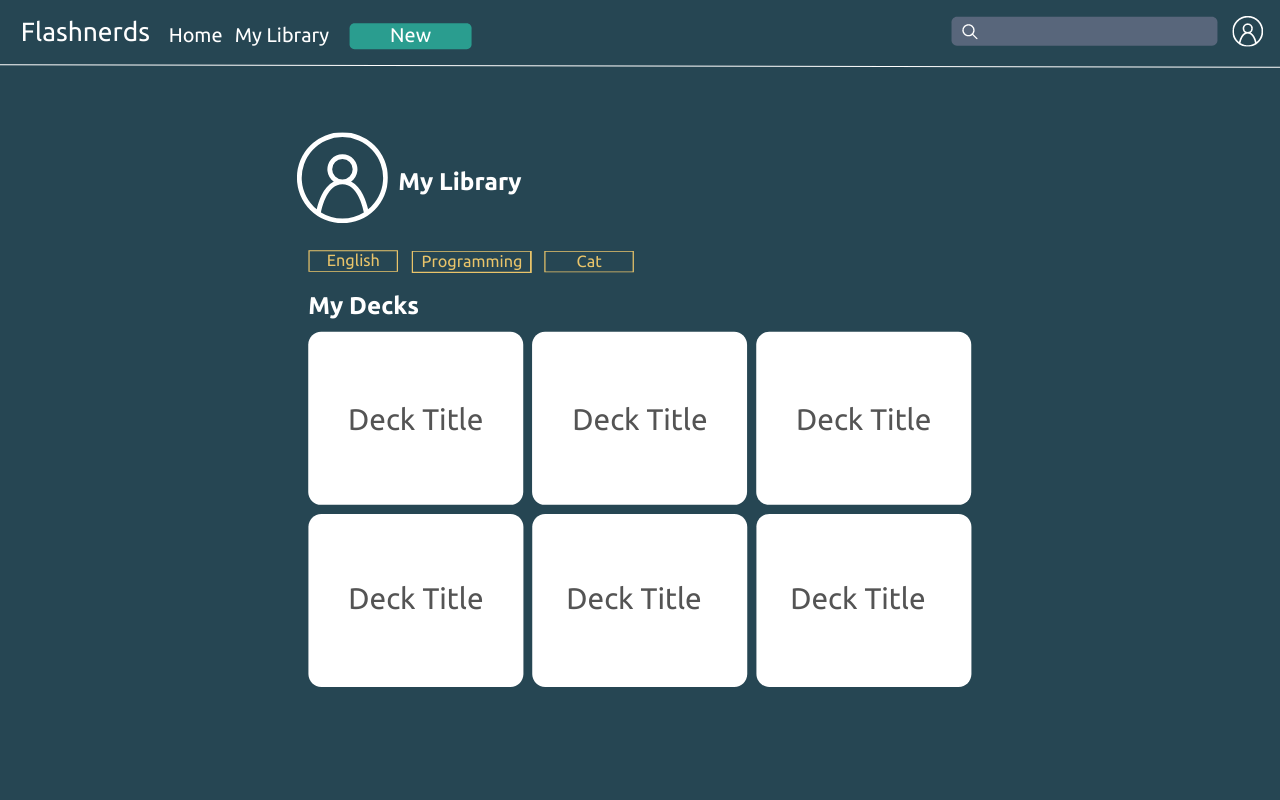 Flashnerds Home My Library New
My Library
English Programming Cat
My Decks
Deck Title Deck Title Deck Title
Deck Title Deck Title Deck Title